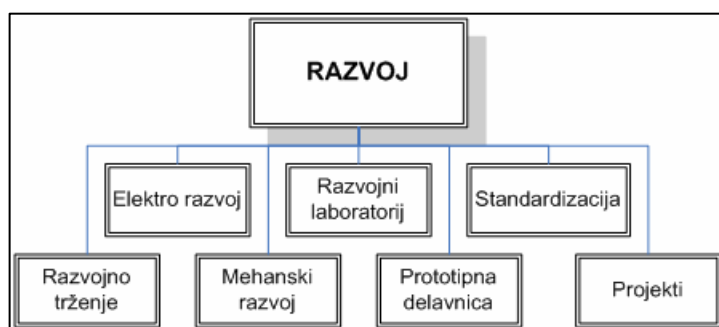 RAZVOJ
Elektro razvoj
Razvojni
laboratorij
Standardizacija
Razvojno
trženje
Mehanski
razvoj
Prototipna
delavnica
Projekti